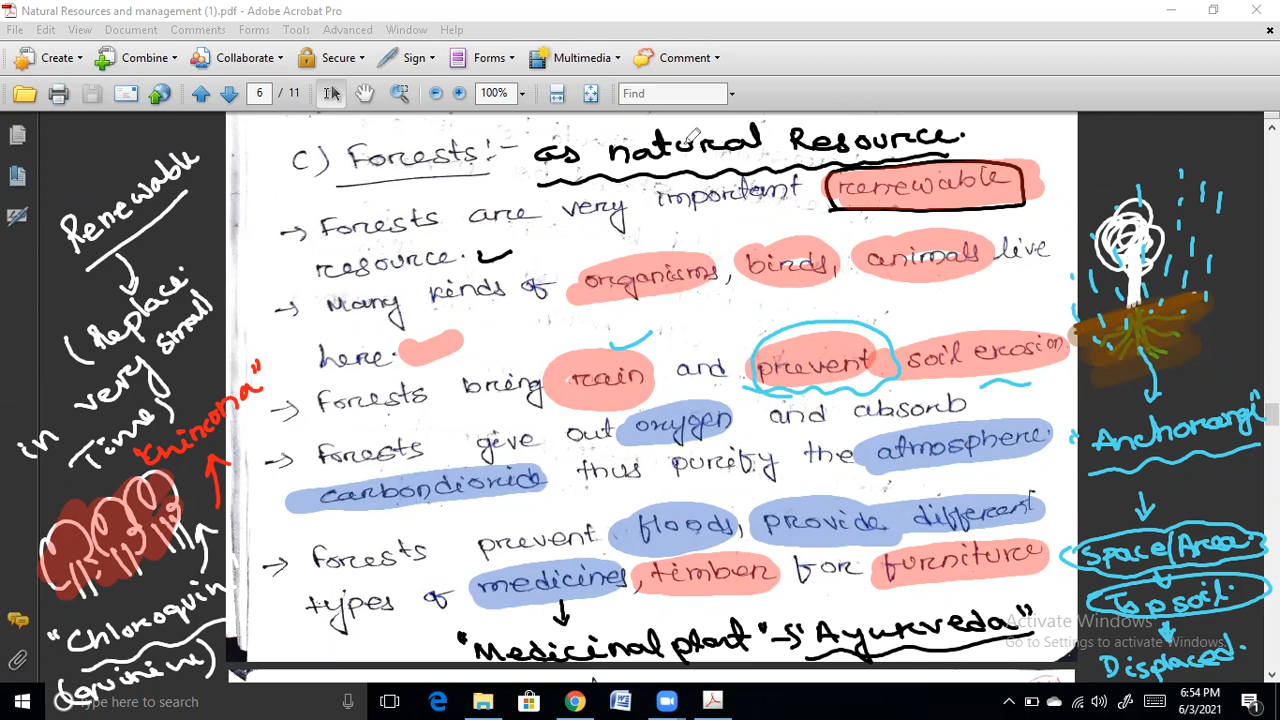 Natural Resources and management (1).pdf - Adobe Acrobat Pro
File Edit View Document Comments Forms Tools Advanced Window Help
Create Combine Collaborate Secure Sign Forms Multimedia Comment
6 / 11 100% Find
C) Forests:- as natural Resource.
→ Forests are very important renewable
resource.
→ Many kinds of organisms, birds, animals live
here.
→ Forests bring rain and prevent soil erosion.
→ Forests give out oxygen and absorb
carbondioxide thus purify the atmosphere.
→ Forests prevent floods, provide different
types of medicines, timber for furniture
"Medicinal plant" → "Ayurveda"
Renewable
(Replace
in very small
Time)
"Chincona"
"Chloroquin
(quinine)
Anchorange"
Space/Area
Top soil.
Displaced.
Activate Windows
Go to Settings to activate Windows.
Type here to search
6:54 PM
6/3/2021